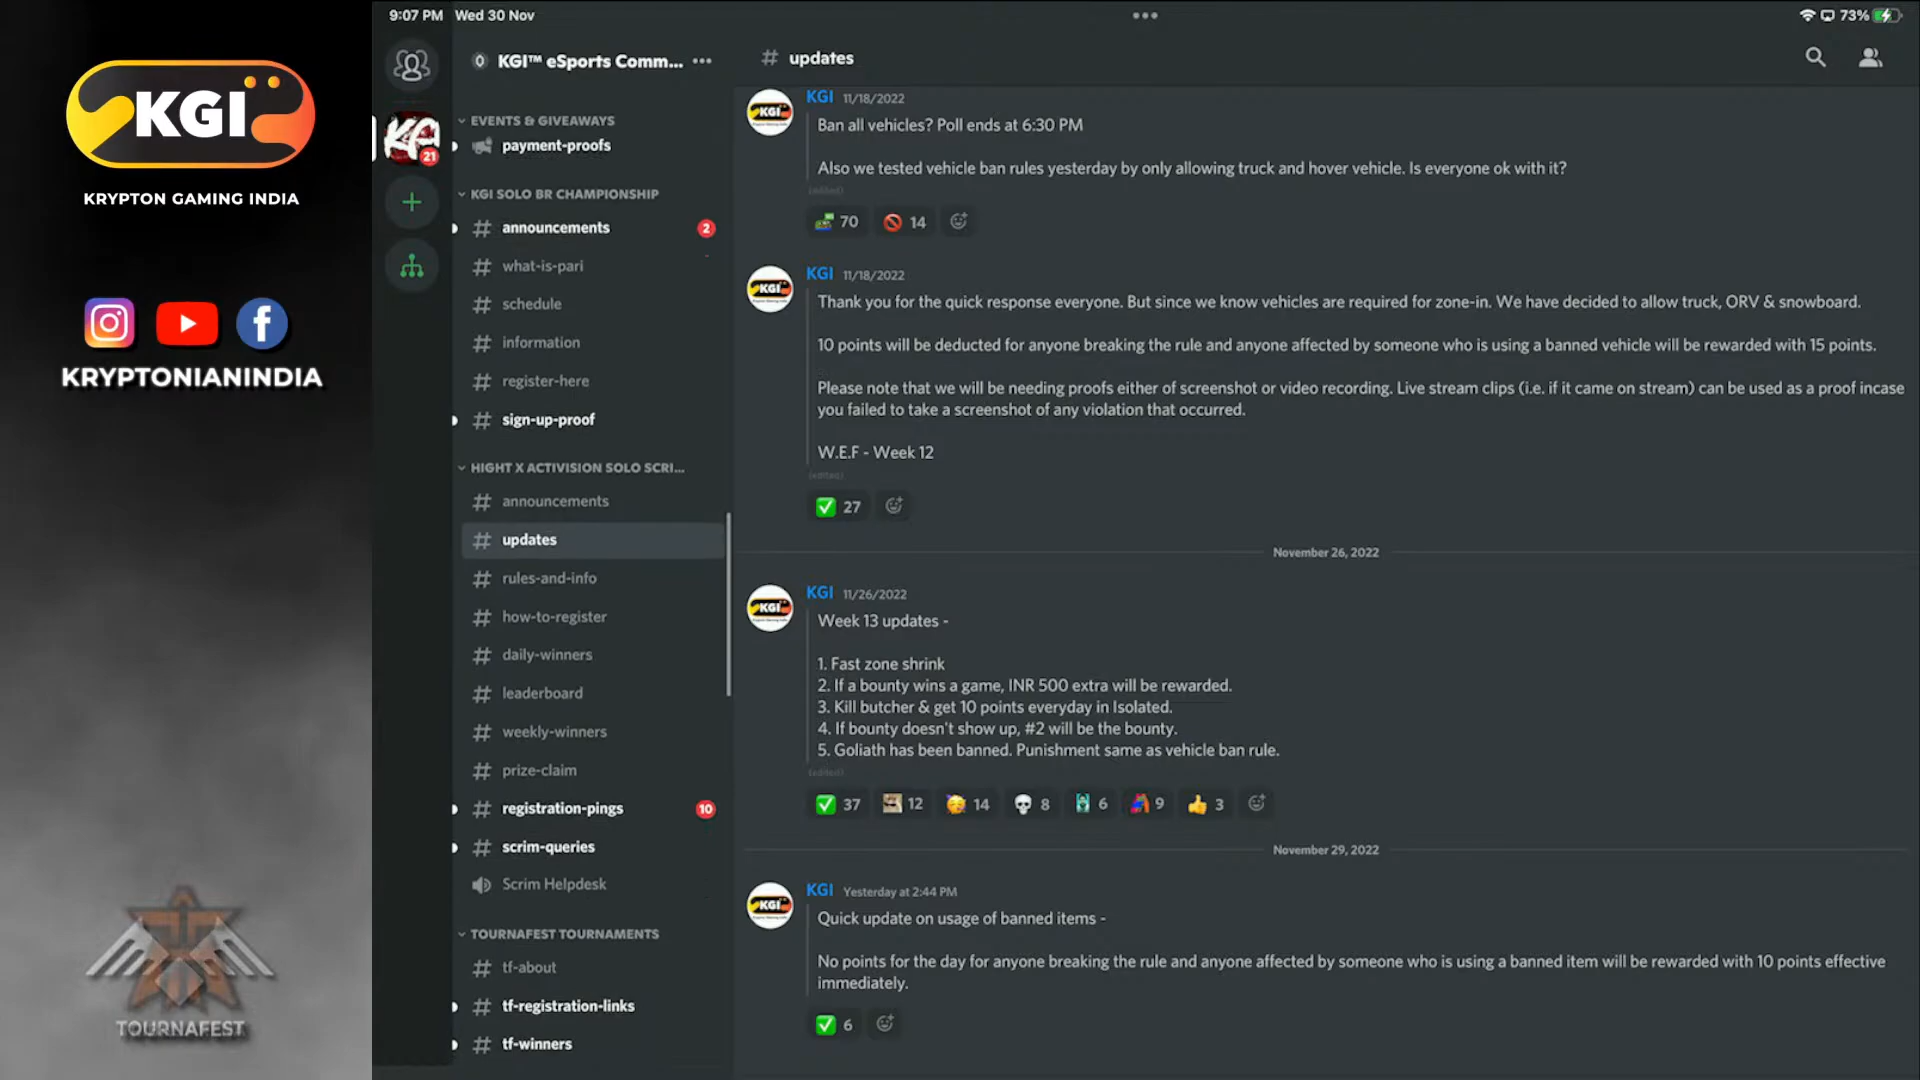 9:07 PM Wed 30 Nov
73%
KGI
KRYPTON GAMING INDIA
KRYPTONIANINDIA
TOURNAFEST
KGI™ eSports Comm...
21
EVENTS & GIVEAWAYS
payment-proofs
KGI SOLO BR CHAMPIONSHIP
# announcements 2
# what-is-pari
# schedule
# information
# register-here
# sign-up-proof
HIGHT X ACTIVISION SOLO SCRI...
# announcements
# updates
# rules-and-info
# how-to-register
# daily-winners
# leaderboard
# weekly-winners
# prize-claim
# registration-pings 10
# scrim-queries
Scrim Helpdesk
TOURNAFEST TOURNAMENTS
# tf-about
# tf-registration-links
# tf-winners
# updates
KGI 11/18/2022
Ban all vehicles? Poll ends at 6:30 PM
Also we tested vehicle ban rules yesterday by only allowing truck and hover vehicle. Is everyone ok with it?
(edited)
70 14
KGI 11/18/2022
Thank you for the quick response everyone. But since we know vehicles are required for zone-in. We have decided to allow truck, ORV & snowboard.
10 points will be deducted for anyone breaking the rule and anyone affected by someone who is using a banned vehicle will be rewarded with 15 points.
Please note that we will be needing proofs either of screenshot or video recording. Live stream clips (i.e. if it came on stream) can be used as a proof incase
you failed to take a screenshot of any violation that occurred.
W.E.F - Week 12
(edited)
27
November 26, 2022
KGI 11/26/2022
Week 13 updates -
1. Fast zone shrink
2. If a bounty wins a game, INR 500 extra will be rewarded.
3. Kill butcher & get 10 points everyday in Isolated.
4. If bounty doesn't show up, #2 will be the bounty.
5. Goliath has been banned. Punishment same as vehicle ban rule.
(edited)
37 12 14 8 6 9 3
November 29, 2022
KGI Yesterday at 2:44 PM
Quick update on usage of banned items -
No points for the day for anyone breaking the rule and anyone affected by someone who is using a banned item will be rewarded with 10 points effective
immediately.
6